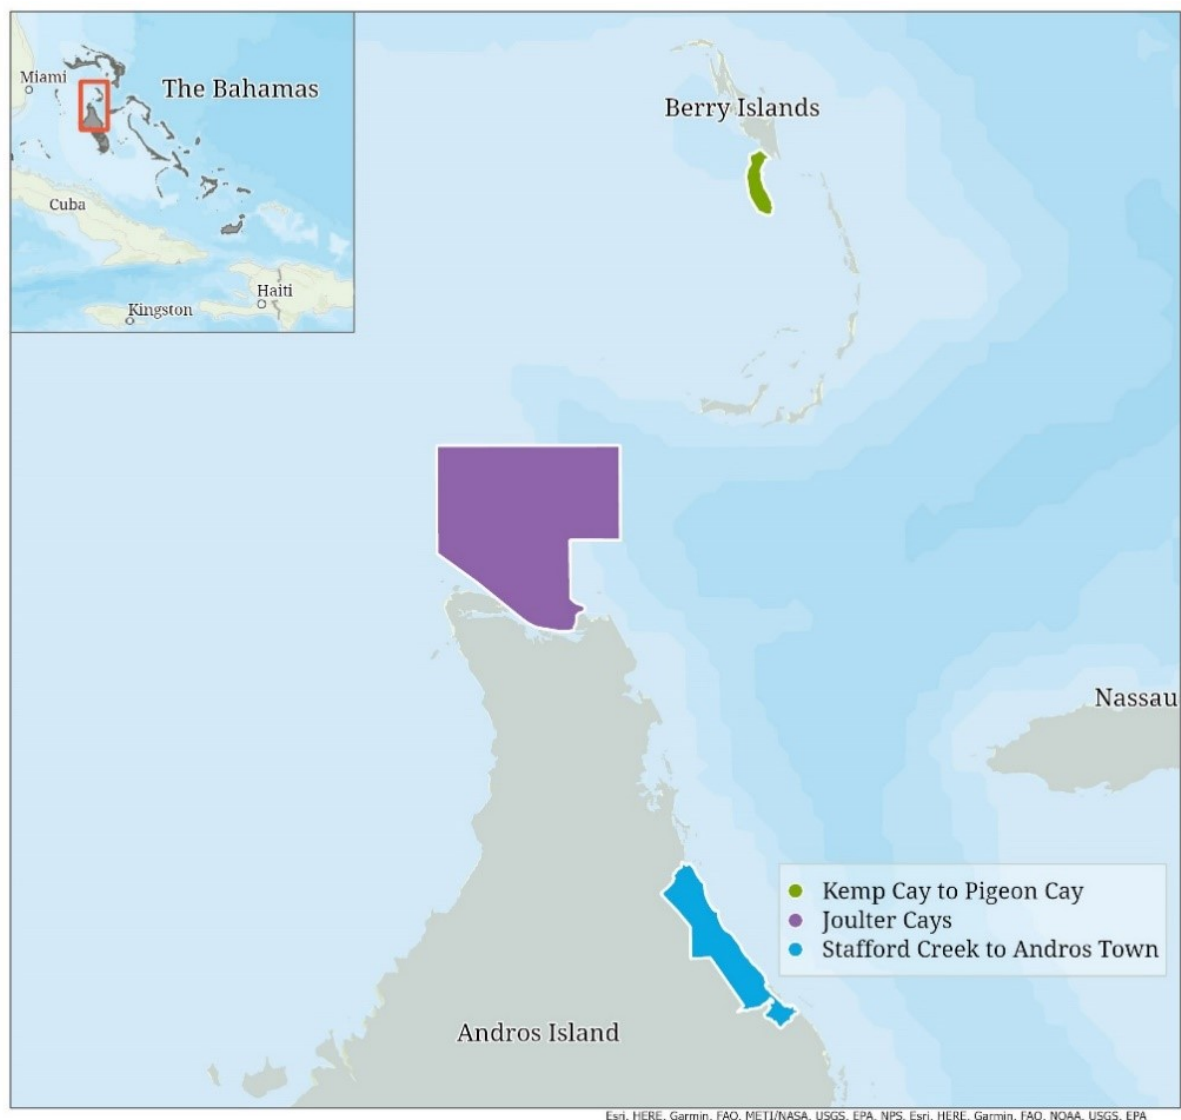 Miami
The Bahamas
Cuba
Haiti
Kingston
Berry Islands
Nassau
Kemp Cay to Pigeon Cay
Joulter Cays
Stafford Creek to Andros Town
Andros Island
Esri, HERE, Garmin, FAO, METI/NASA, USGS, EPA, NPS, Esri, HERE, Garmin, FAO, NOAA, USGS, EPA